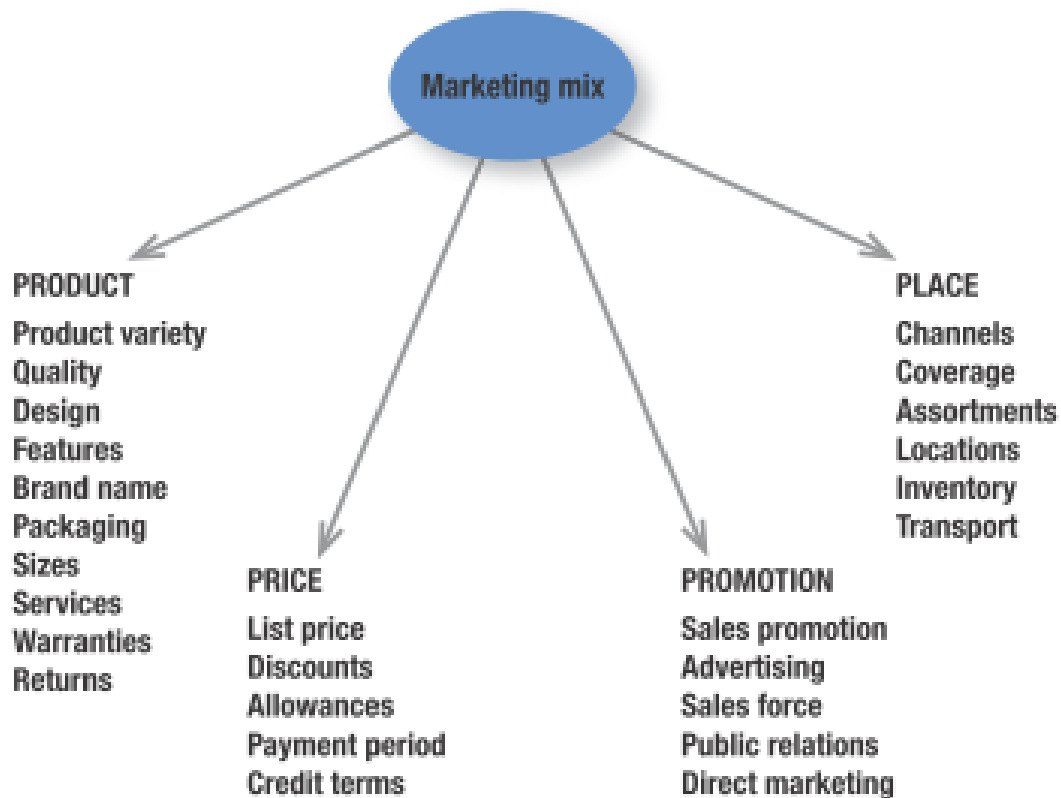 Marketing mix
PRODUCT
Product variety
Quality
Design
Features
Brand name
Packaging
Sizes
Services
Warranties
Returns
PRICE
List price
Discounts
Allowances
Payment period
Credit terms
PROMOTION
Sales promotion
Advertising
Sales force
Public relations
Direct marketing
PLACE
Channels
Coverage
Assortments
Locations
Inventory
Transport